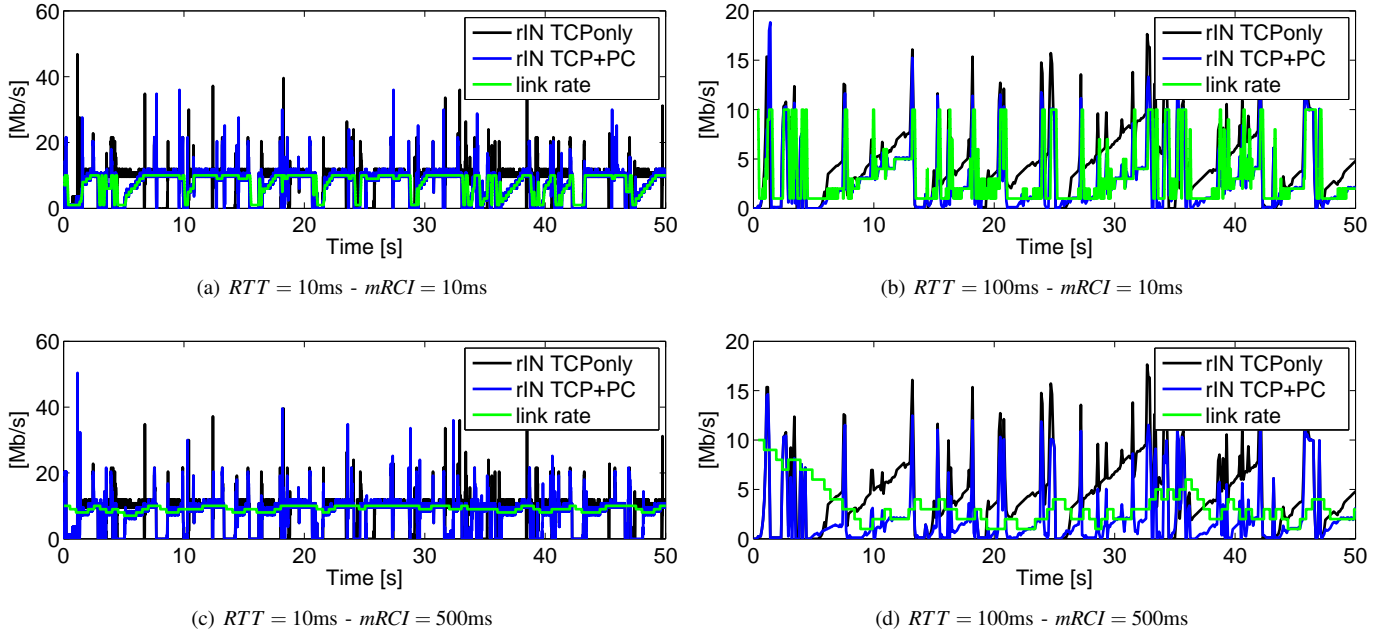 60
40
20
0
[Mb/s]
rIN TCPonly
rIN TCP+PC
link rate
0 10 20 30 40 50
Time [s]
(a) RTT = 10ms - mRCI = 10ms
20
15
10
5
0
[Mb/s]
rIN TCPonly
rIN TCP+PC
link rate
0 10 20 30 40 50
Time [s]
(b) RTT = 100ms - mRCI = 10ms
60
40
20
0
[Mb/s]
rIN TCPonly
rIN TCP+PC
link rate
0 10 20 30 40 50
Time [s]
(c) RTT = 10ms - mRCI = 500ms
20
15
10
5
0
[Mb/s]
rIN TCPonly
rIN TCP+PC
link rate
0 10 20 30 40 50
Time [s]
(d) RTT = 100ms - mRCI = 500ms